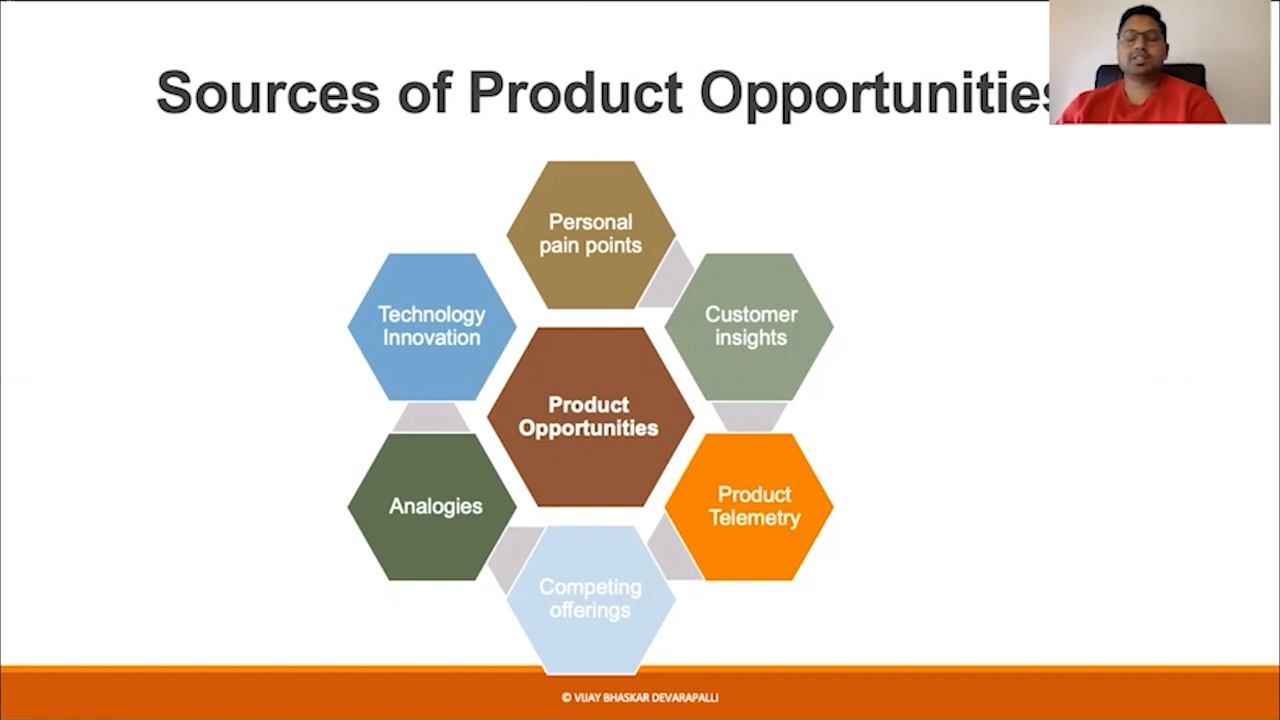 Sources of Product Opportunities
Personal
pain points
Customer
insights
Product
Telemetry
Competing
offerings
Analogies
Technology
Innovation
Product
Opportunities
© VIJAY BHASKAR DEVARAPALLI